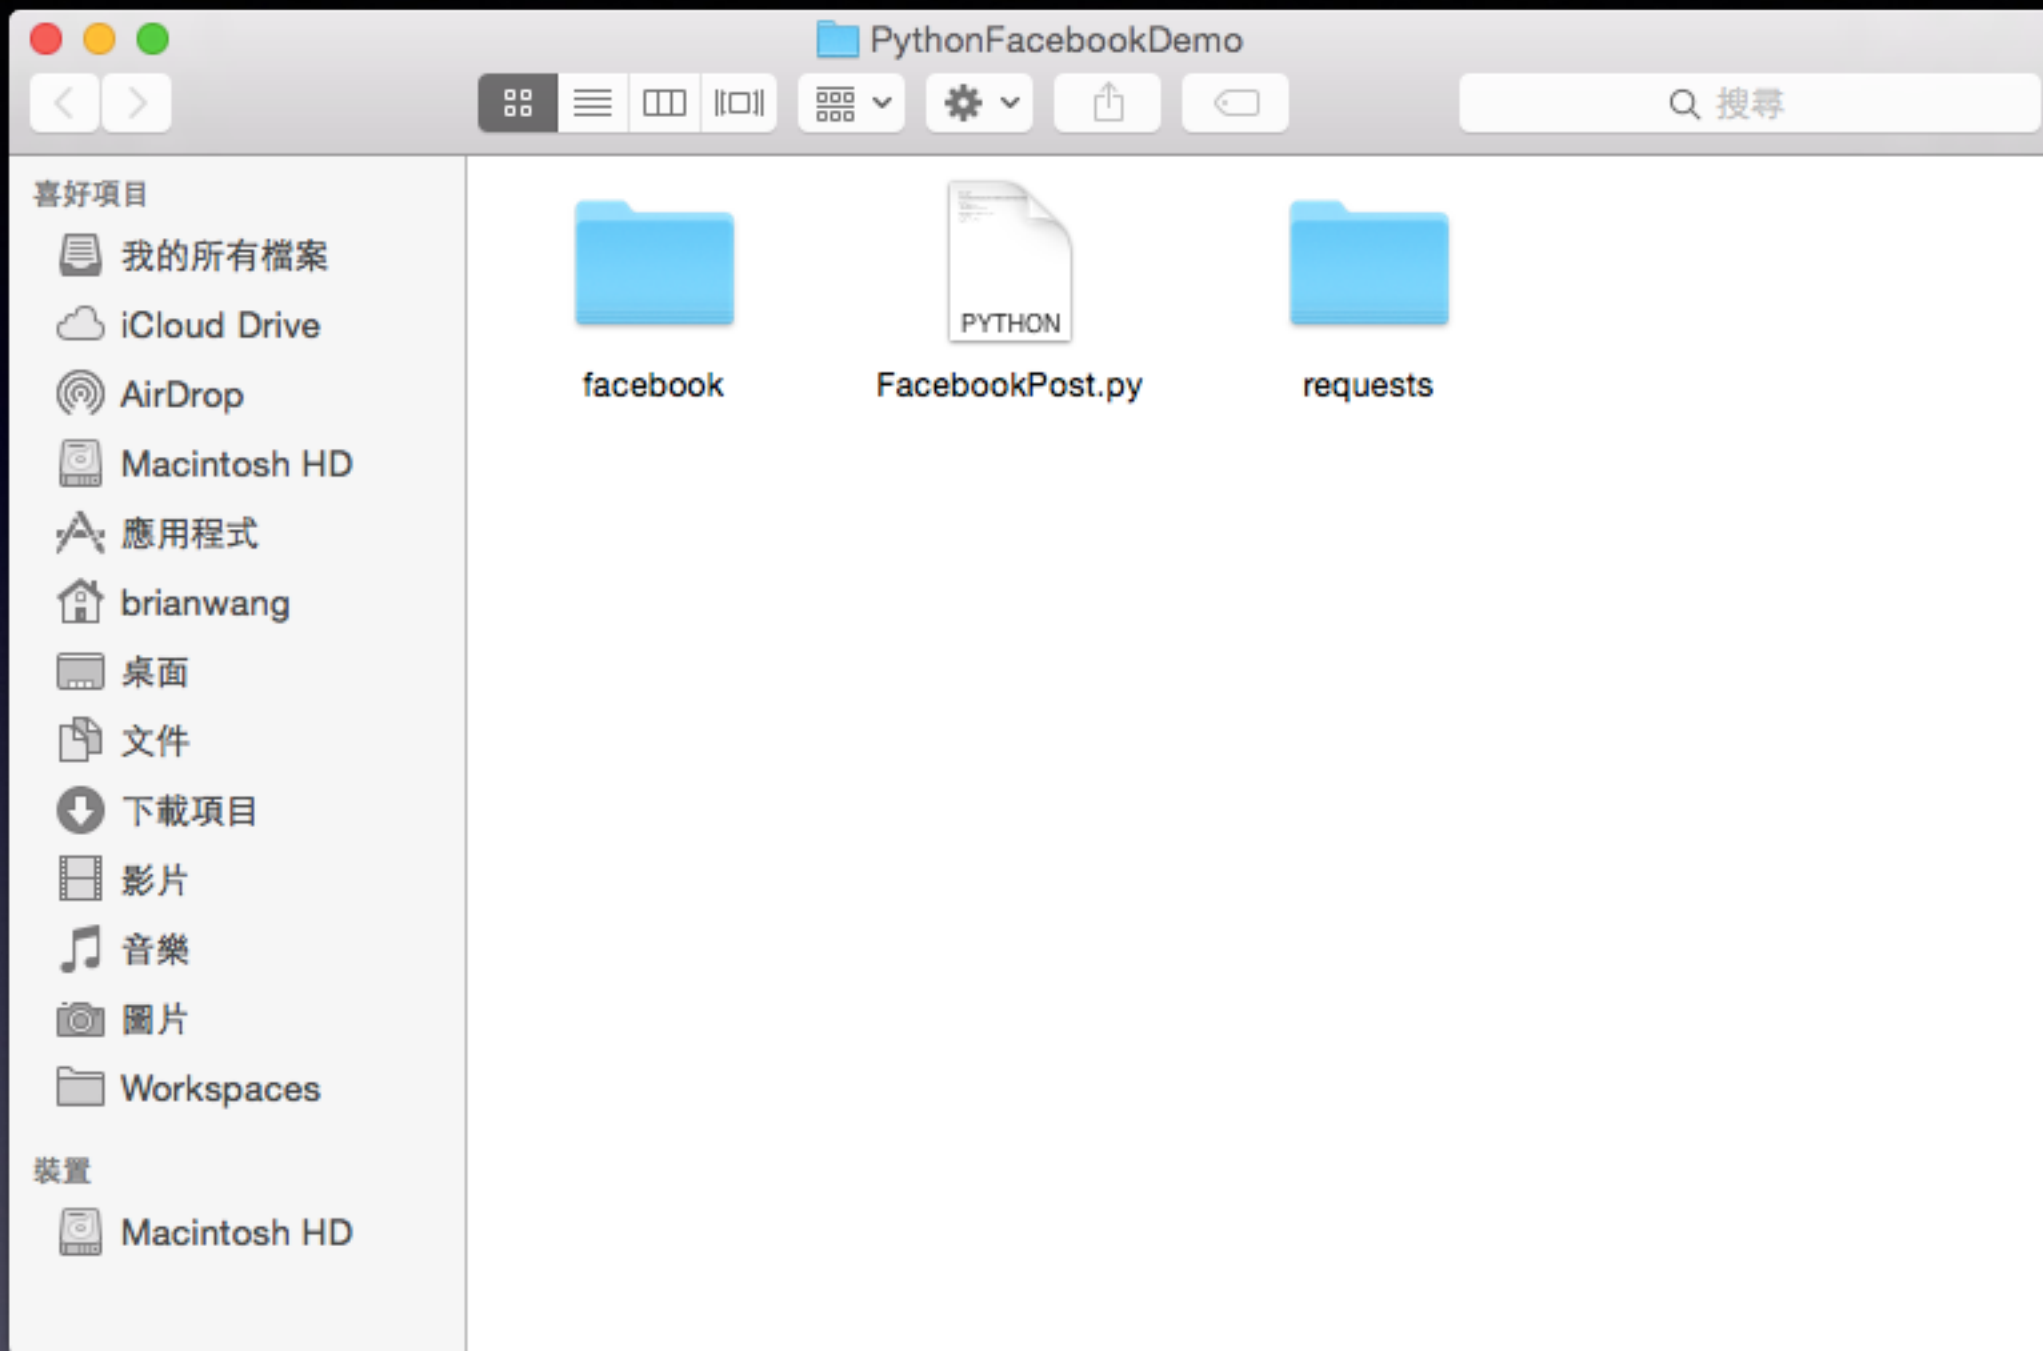 PythonFacebookDemo
搜尋
喜好項目
我的所有檔案
iCloud Drive
AirDrop
Macintosh HD
應用程式
brianwang
桌面
文件
下載項目
影片
音樂
圖片
Workspaces
裝置
Macintosh HD
PYTHON
facebook
FacebookPost.py
requests